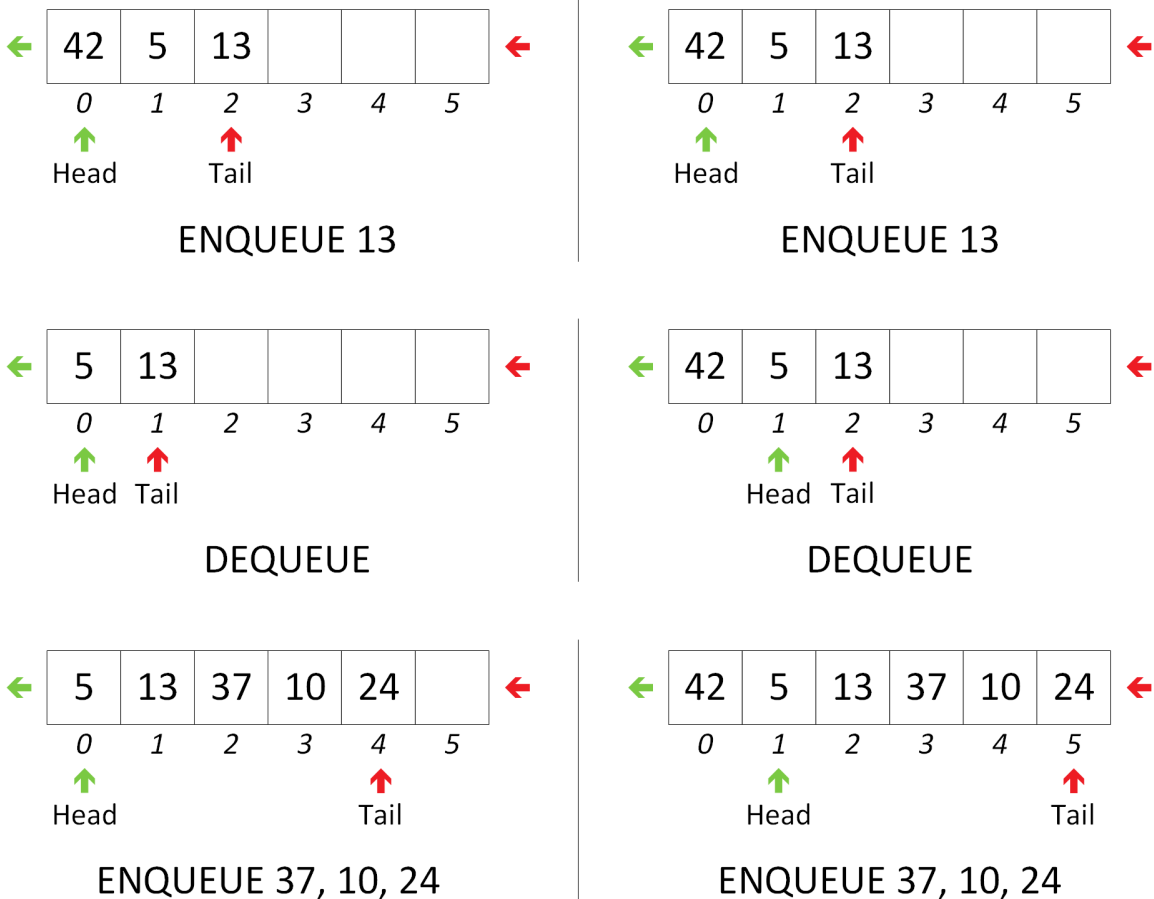 42 5 13
0 1 2 3 4 5
Head Tail
ENQUEUE 13
42 5 13
0 1 2 3 4 5
Head Tail
ENQUEUE 13
5 13
0 1 2 3 4 5
Head Tail
DEQUEUE
42 5 13
0 1 2 3 4 5
Head Tail
DEQUEUE
5 13 37 10 24
0 1 2 3 4 5
Head Tail
ENQUEUE 37, 10, 24
42 5 13 37 10 24
0 1 2 3 4 5
Head Tail
ENQUEUE 37, 10, 24